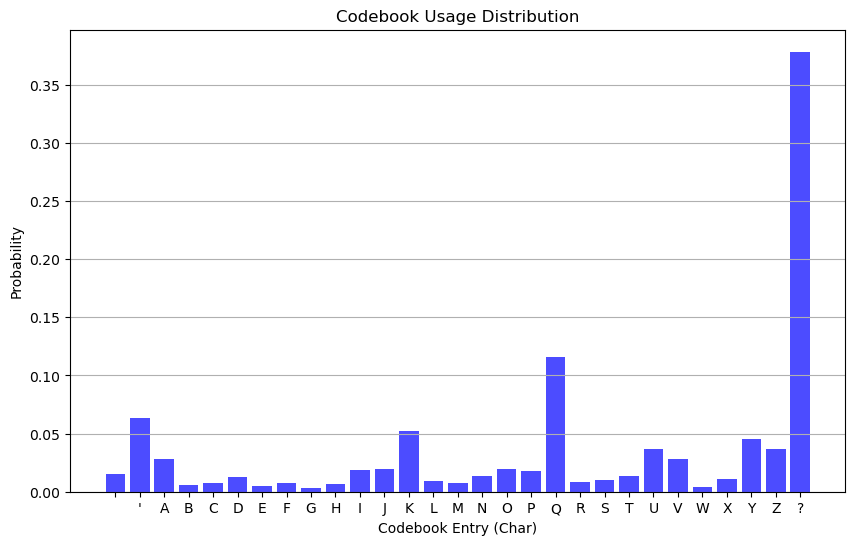 Codebook Usage Distribution
Probability
0.35
0.30
0.25
0.20
0.15
0.10
0.05
0.00
' A B C D E F G H I J K L M N O P Q R S T U V W X Y Z ?
Codebook Entry (Char)